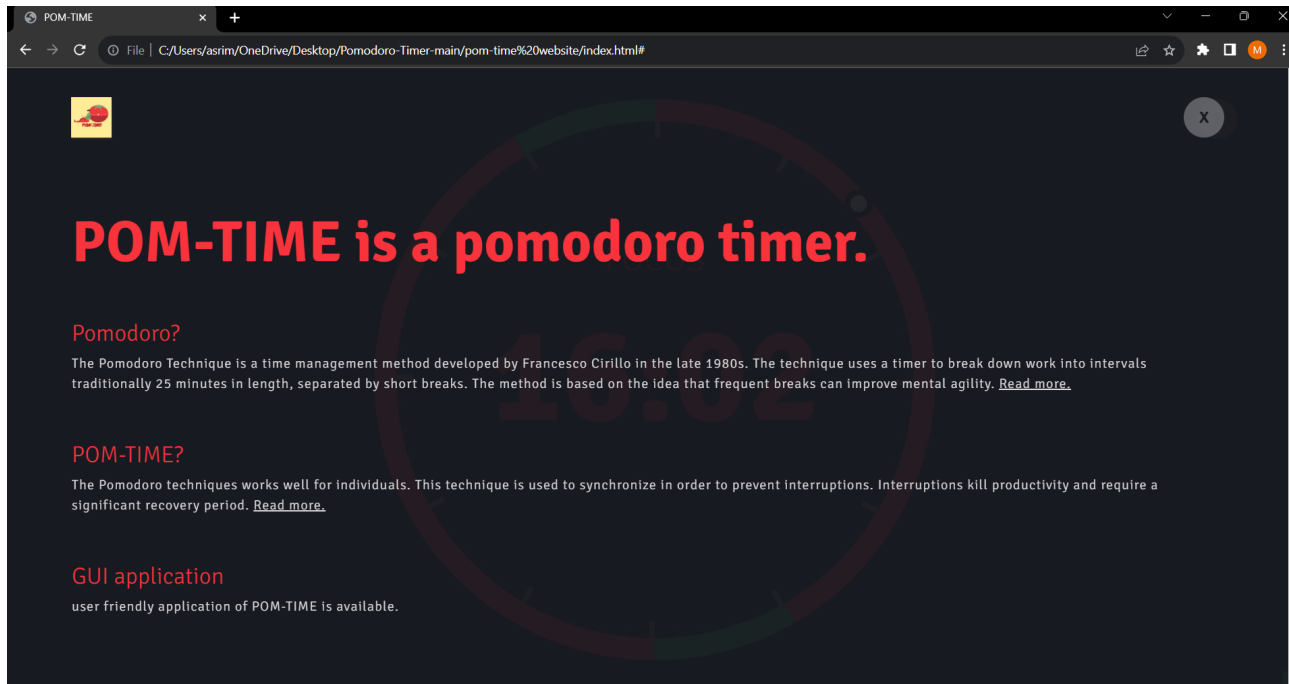 POM-TIME
File | C:/Users/asrim/OneDrive/Desktop/Pomodoro-Timer-main/pom-time%20website/index.html#
M
X
POM-TIME is a pomodoro timer.
Pomodoro?
The Pomodoro Technique is a time management method developed by Francesco Cirillo in the late 1980s. The technique uses a timer to break down work into intervals
traditionally 25 minutes in length, separated by short breaks. The method is based on the idea that frequent breaks can improve mental agility. Read more.
16.02
POM-TIME?
The Pomodoro techniques works well for individuals. This technique is used to synchronize in order to prevent interruptions. Interruptions kill productivity and require a
significant recovery period. Read more.
GUI application
user friendly application of POM-TIME is available.